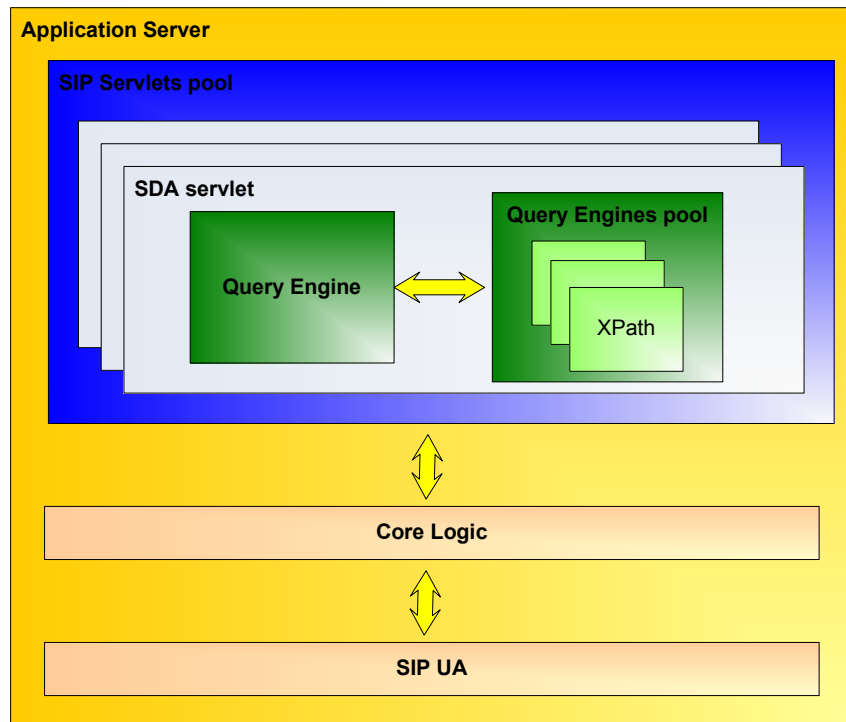 Application Server
SIP Servlets pool
SDA servlet
Query Engine
Query Engines pool
XPath
Core Logic
SIP UA